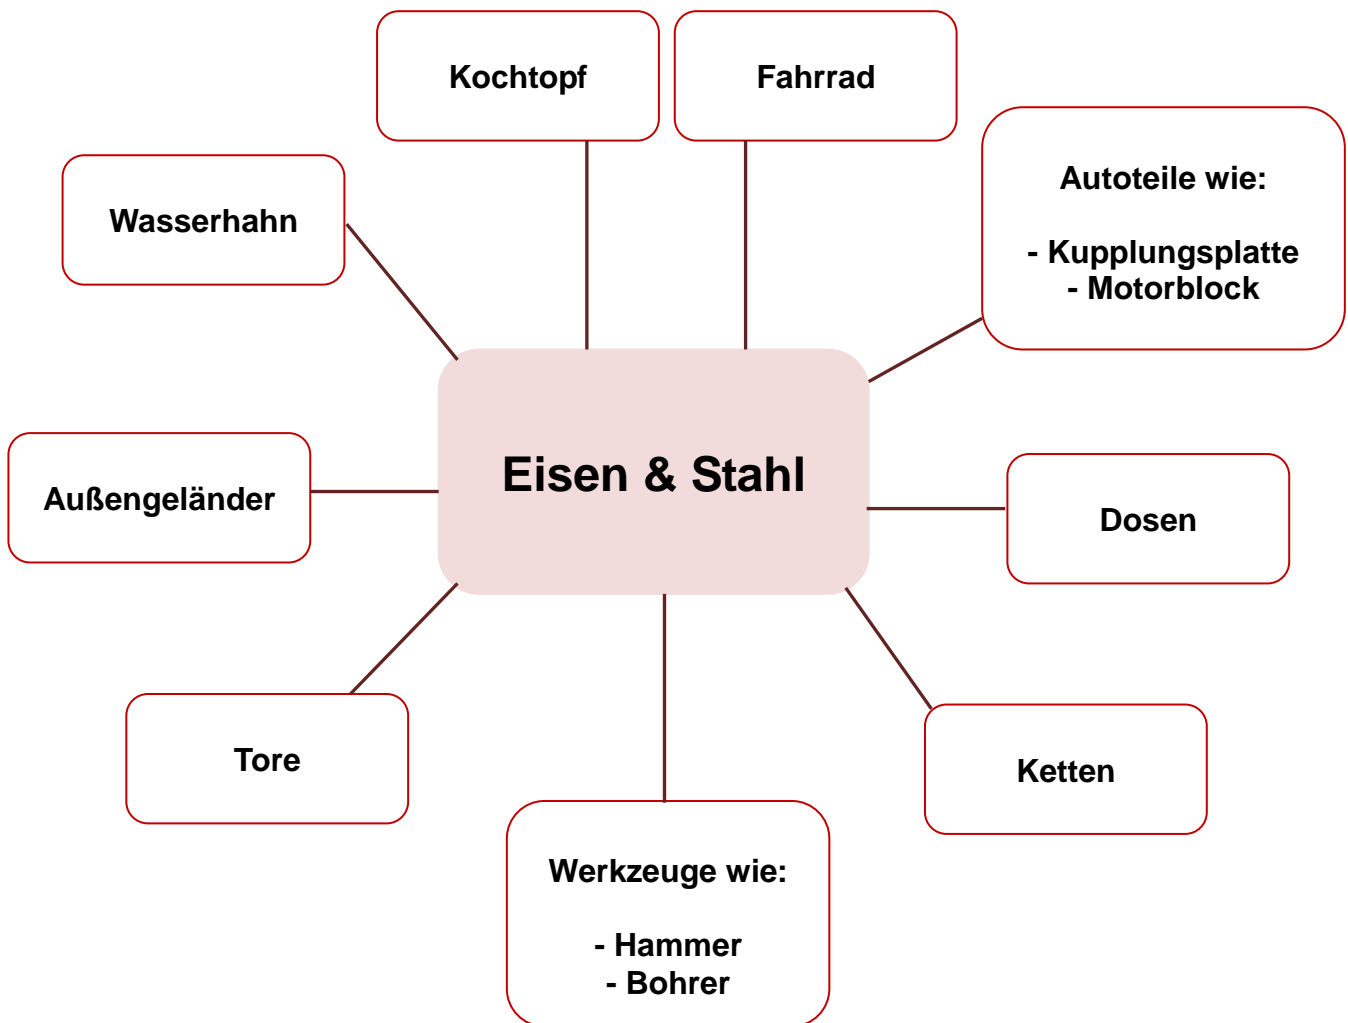 Kochtopf
Fahrrad
Autoteile wie:
- Kupplungsplatte
- Motorblock
Wasserhahn
Eisen & Stahl
Außengeländer
Dosen
Tore
Ketten
Werkzeuge wie:
- Hammer
- Bohrer